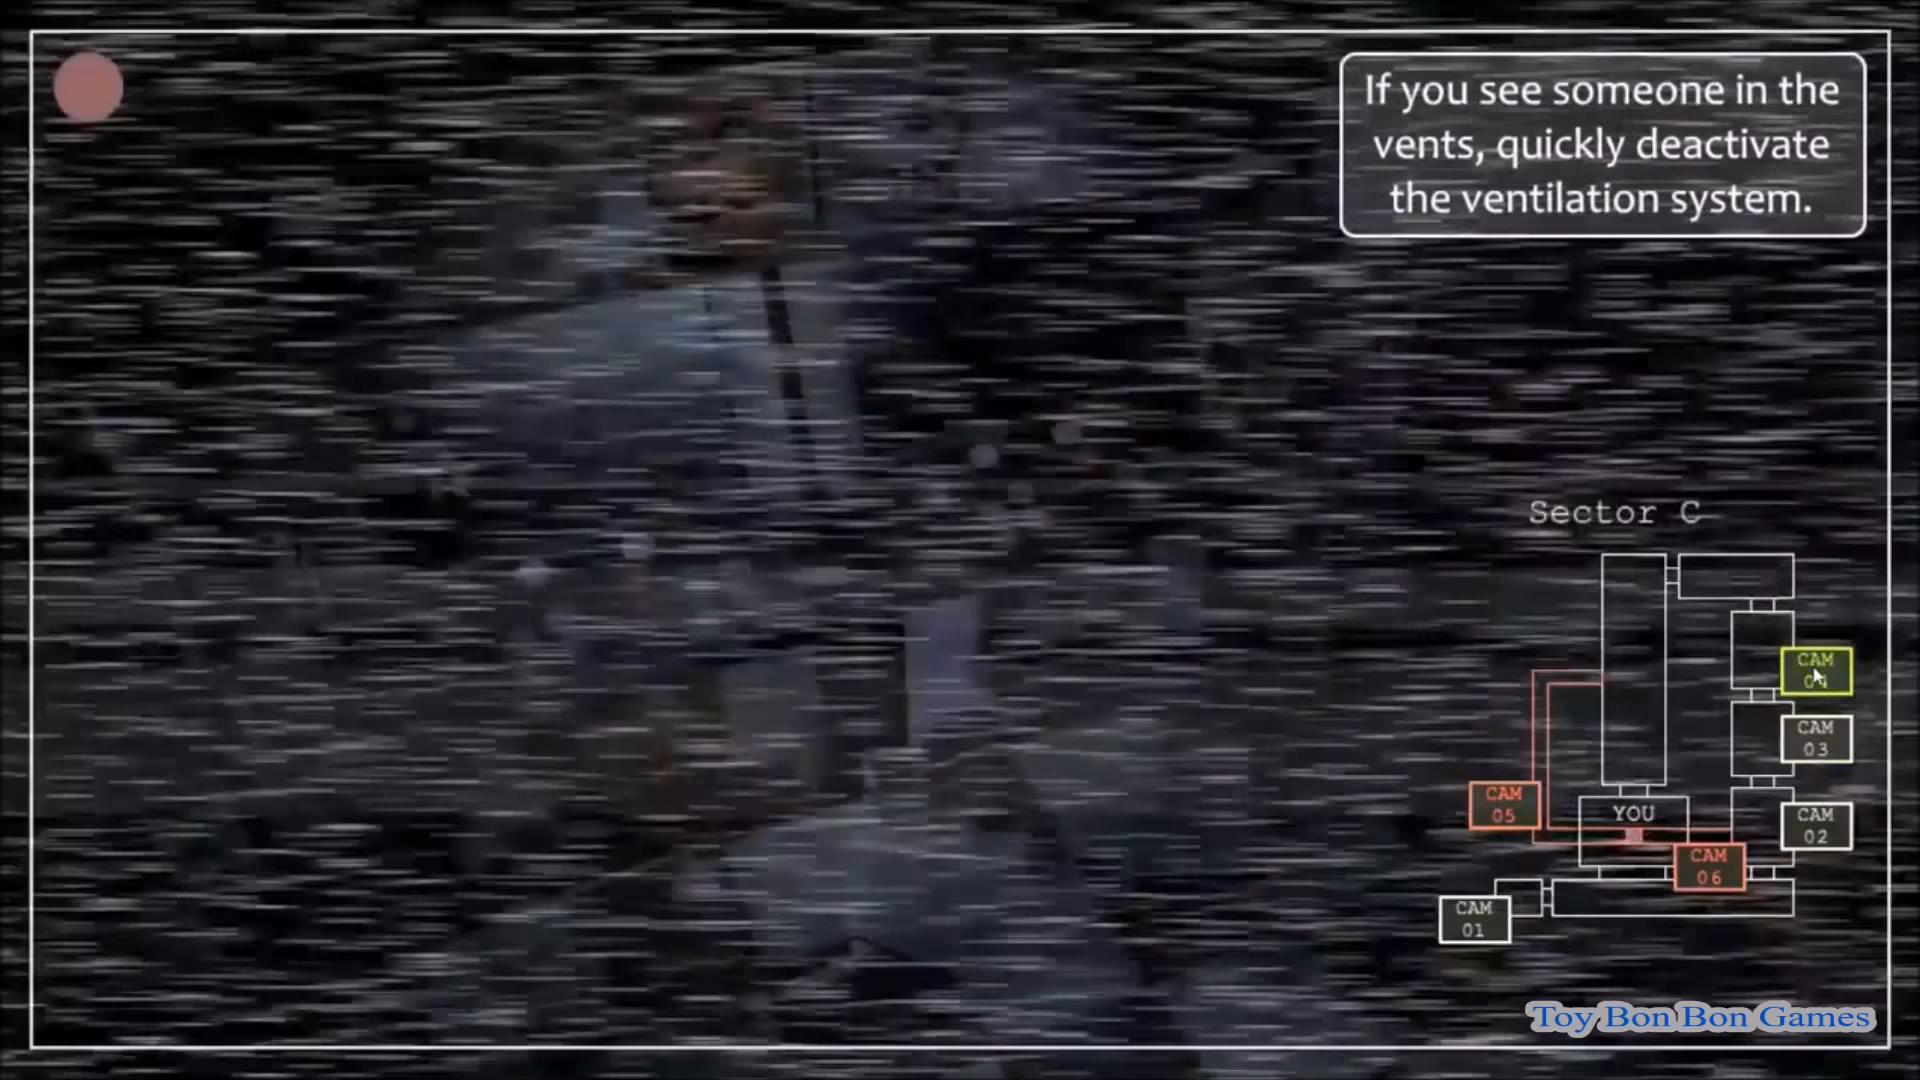 If you see someone in the
vents, quickly deactivate
the ventilation system.
Sector C
CAM
04
CAM
03
CAM
05
YOU
CAM
02
CAM
06
CAM
01
Toy Bon Bon Games